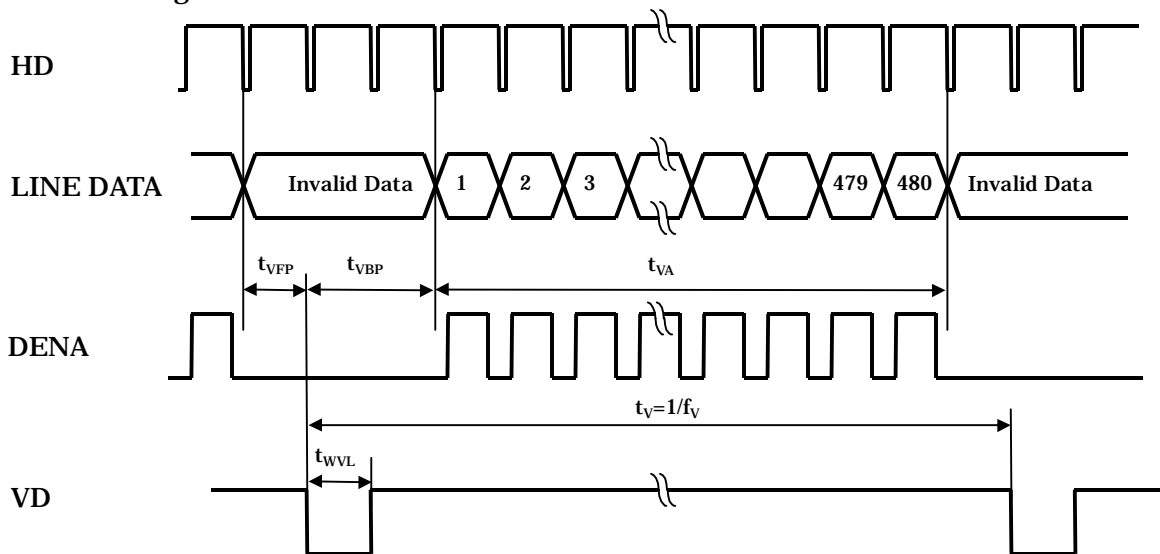 HD
LINE DATA
Invalid Data 1 2 3 479 480 Invalid Data
tVFP tVBP tVA
DENA
tV=1/fV
tWVL
VD